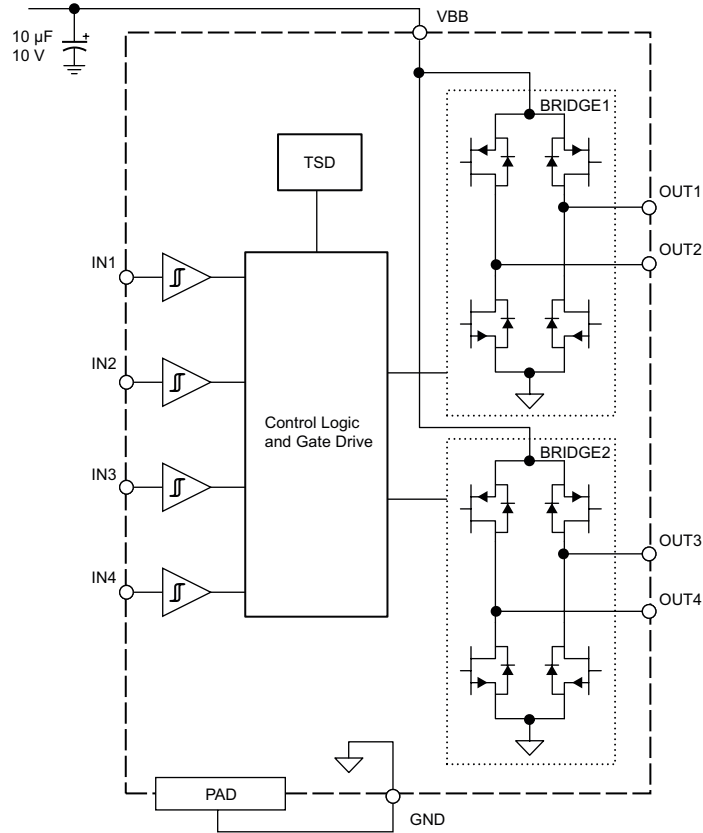 VBB
10 µF
10 V
+
BRIDGE1
TSD
OUT1
OUT2
IN1
IN2
IN3
IN4
Control Logic
and Gate Drive
BRIDGE2
OUT3
OUT4
PAD
GND